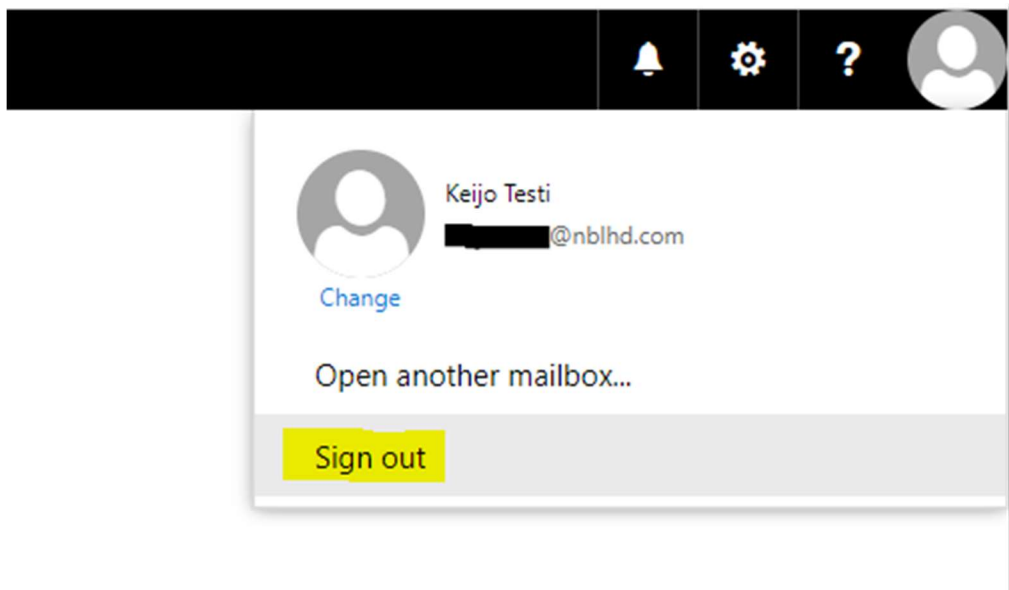 ?
Keijo Testi
@nblhd.com
Change
Open another mailbox...
Sign out